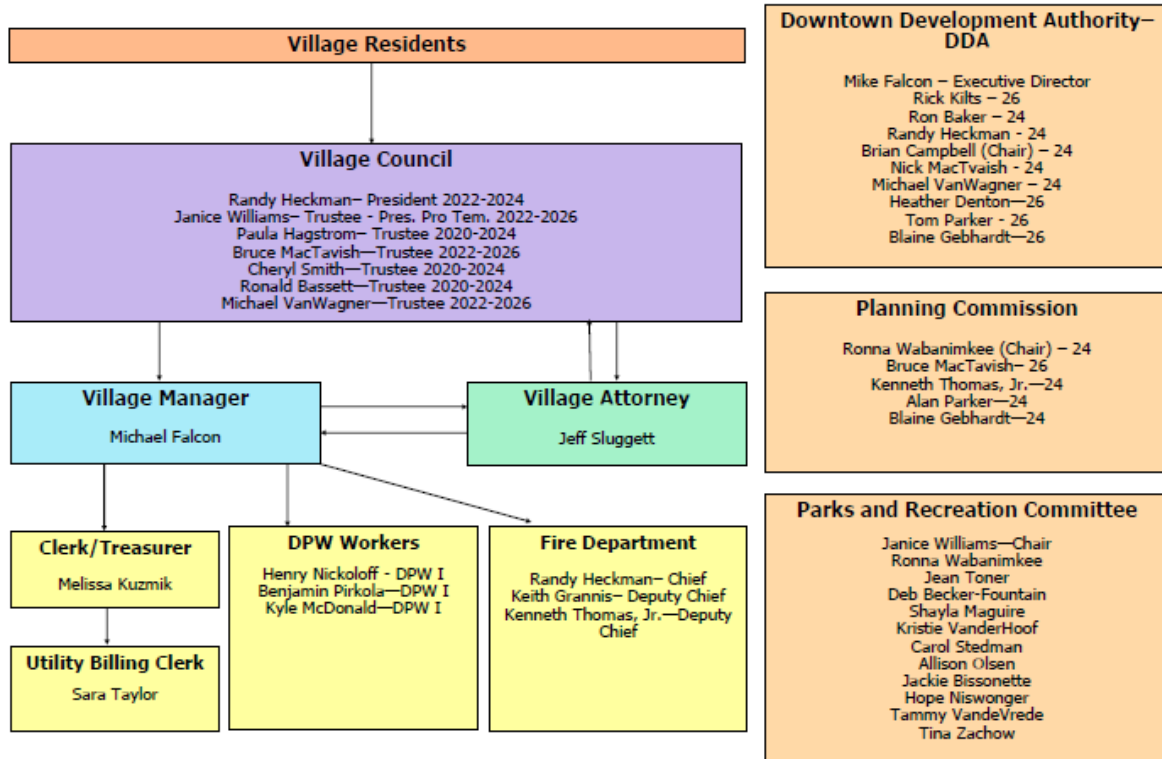 Village Residents
Village Council
Randy Heckman– President 2022-2024
Janice Williams– Trustee - Pres. Pro Tem. 2022-2026
Paula Hagstrom– Trustee 2020-2024
Bruce MacTavish—Trustee 2022-2026
Cheryl Smith—Trustee 2020-2024
Ronald Bassett—Trustee 2020-2024
Michael VanWagner—Trustee 2022-2026
Village Manager
Michael Falcon
Village Attorney
Jeff Sluggett
Clerk/Treasurer
Melissa Kuzmik
Utility Billing Clerk
Sara Taylor
DPW Workers
Henry Nickoloff - DPW I
Benjamin Pirkola—DPW I
Kyle McDonald—DPW I
Fire Department
Randy Heckman– Chief
Keith Grannis– Deputy Chief
Kenneth Thomas, Jr.—Deputy
Chief
Downtown Development Authority–
DDA
Mike Falcon – Executive Director
Rick Kilts – 26
Ron Baker – 24
Randy Heckman - 24
Brian Campbell (Chair) – 24
Nick MacTvaish - 24
Michael VanWagner – 24
Heather Denton—26
Tom Parker - 26
Blaine Gebhardt—26
Planning Commission
Ronna Wabanimkee (Chair) – 24
Bruce MacTavish– 26
Kenneth Thomas, Jr.—24
Alan Parker—24
Blaine Gebhardt—24
Parks and Recreation Committee
Janice Williams—Chair
Ronna Wabanimkee
Jean Toner
Deb Becker-Fountain
Shayla Maguire
Kristie VanderHoof
Carol Stedman
Allison Olsen
Jackie Bissonette
Hope Niswonger
Tammy VandeVrede
Tina Zachow